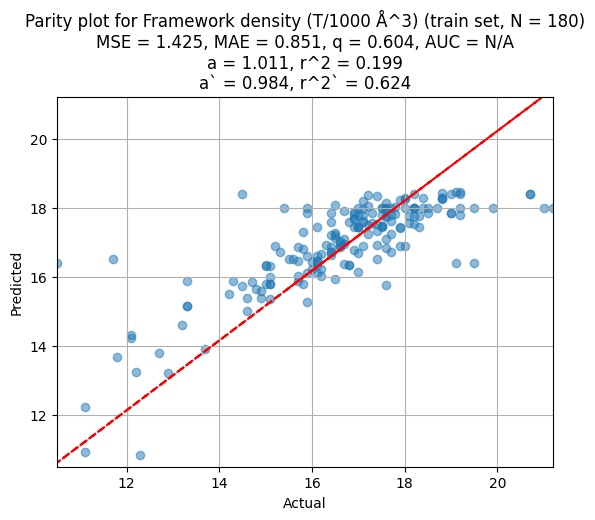 Parity plot for Framework density (T/1000 Å^3) (train set, N = 180)
MSE = 1.425, MAE = 0.851, q = 0.604, AUC = N/A
a = 1.011, r^2 = 0.199
a` = 0.984, r^2` = 0.624
20
18
16
14
12
Predicted
12 14 16 18 20
Actual